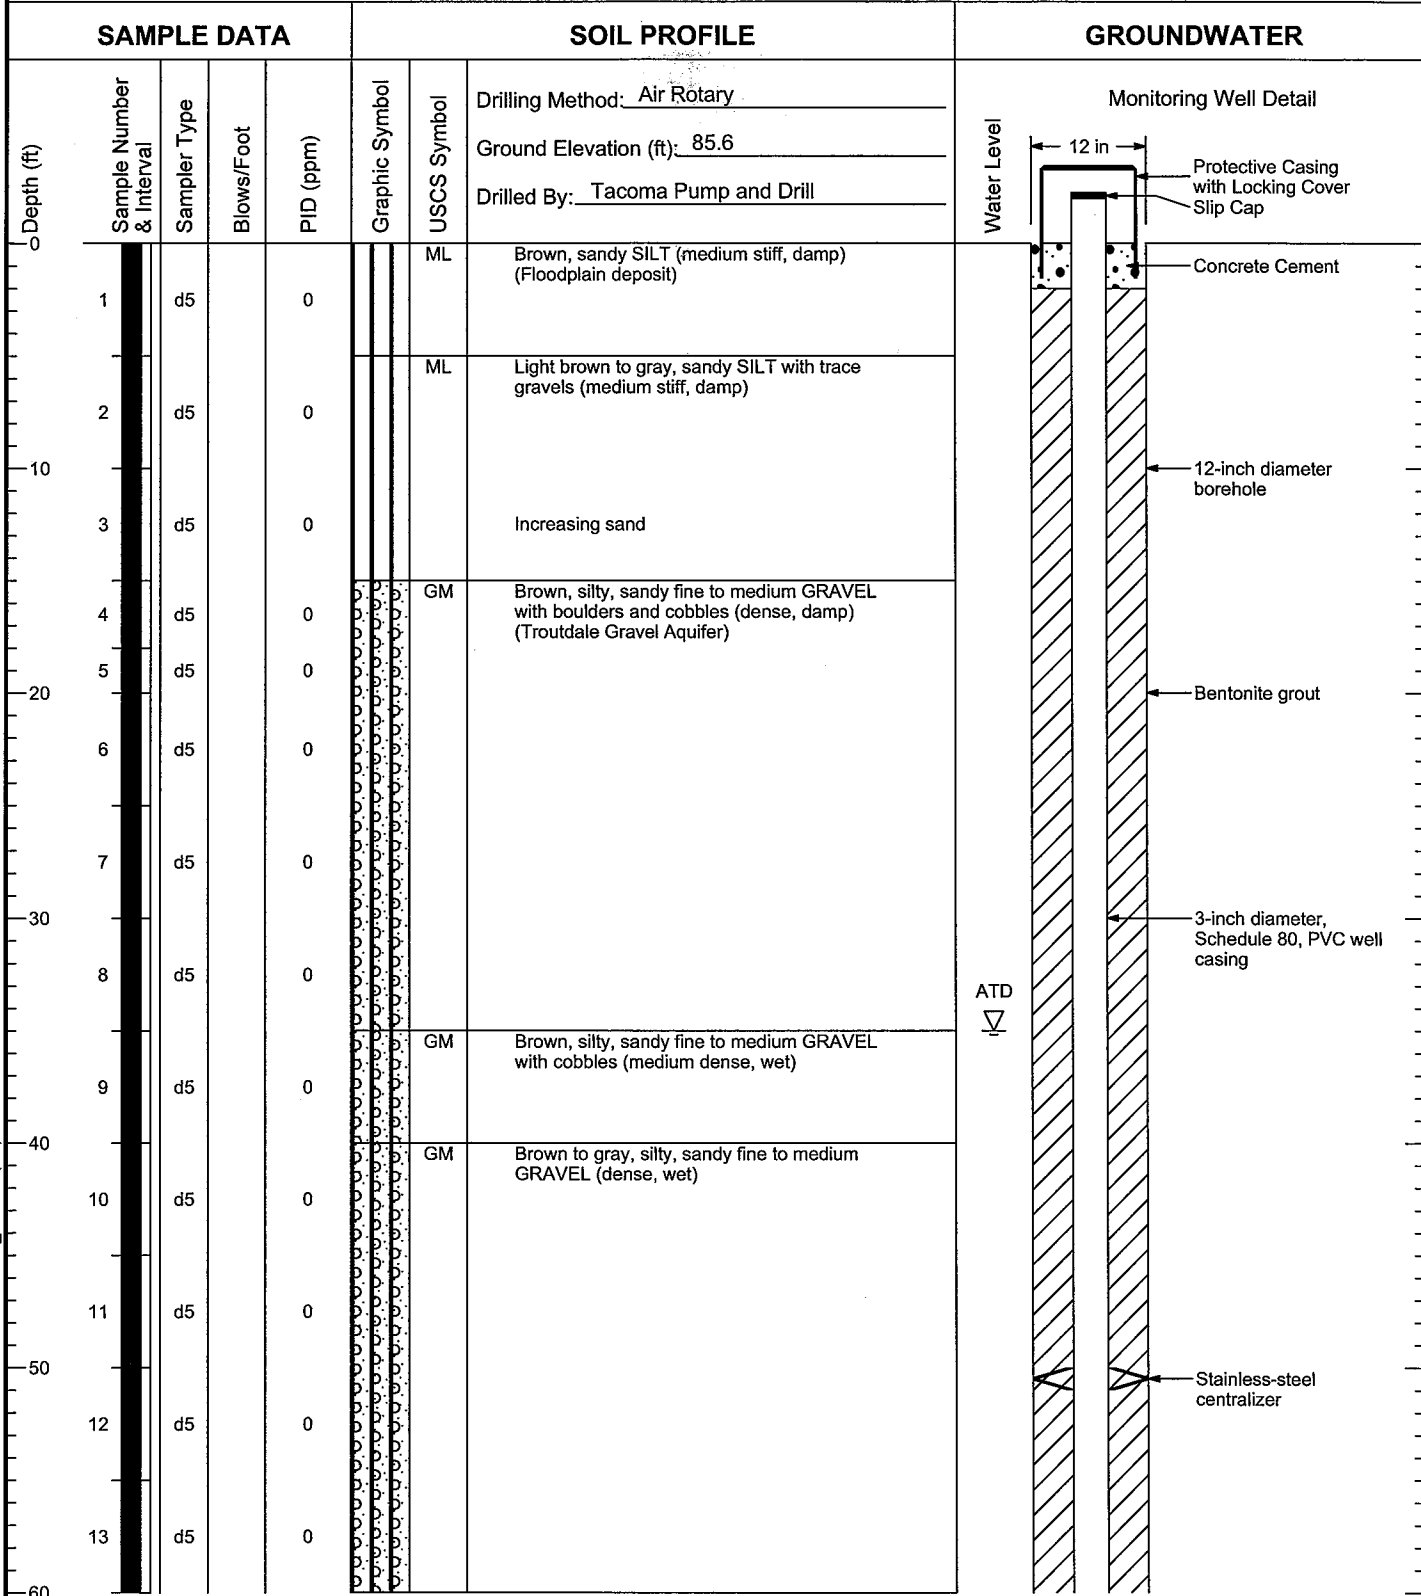 SAMPLE DATA
SOIL PROFILE
GROUNDWATER
Depth (ft)
Sample Number
& Interval
Sampler Type
Blows/Foot
PID (ppm)
Graphic Symbol
USCS Symbol
Drilling Method: Air Rotary
Ground Elevation (ft): 85.6
Drilled By: Tacoma Pump and Drill
Water Level
Monitoring Well Detail
12 in
Protective Casing
with Locking Cover
Slip Cap
0
ML
Brown, sandy SILT (medium stiff, damp)
(Floodplain deposit)
Concrete Cement
1 d5 0
ML
Light brown to gray, sandy SILT with trace
gravels (medium stiff, damp)
2 d5 0
10
12-inch diameter
borehole
3 d5 0
Increasing sand
GM
Brown, silty, sandy fine to medium GRAVEL
with boulders and cobbles (dense, damp)
(Troutdale Gravel Aquifer)
4 d5 0
5 d5 0
20
Bentonite grout
6 d5 0
7 d5 0
30
3-inch diameter,
Schedule 80, PVC well
casing
8 d5 0
ATD
GM
Brown, silty, sandy fine to medium GRAVEL
with cobbles (medium dense, wet)
9 d5 0
40
GM
Brown to gray, silty, sandy fine to medium
GRAVEL (dense, wet)
10 d5 0
11 d5 0
50
Stainless-steel
centralizer
12 d5 0
13 d5 0
60